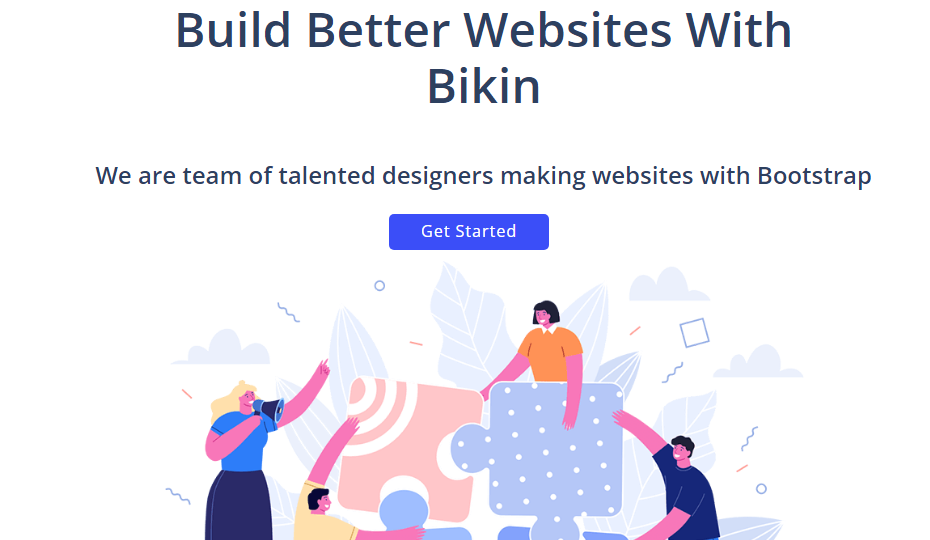 Build Better Websites With
Bikin
We are team of talented designers making websites with Bootstrap
Get Started